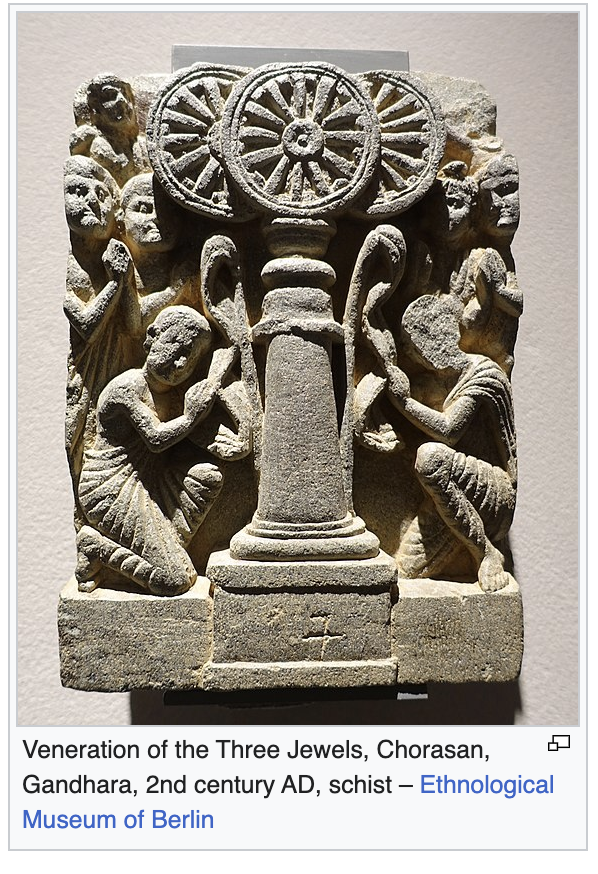 Veneration of the Three Jewels, Chorasan,
Gandhara, 2nd century AD, schist – Ethnological
Museum of Berlin